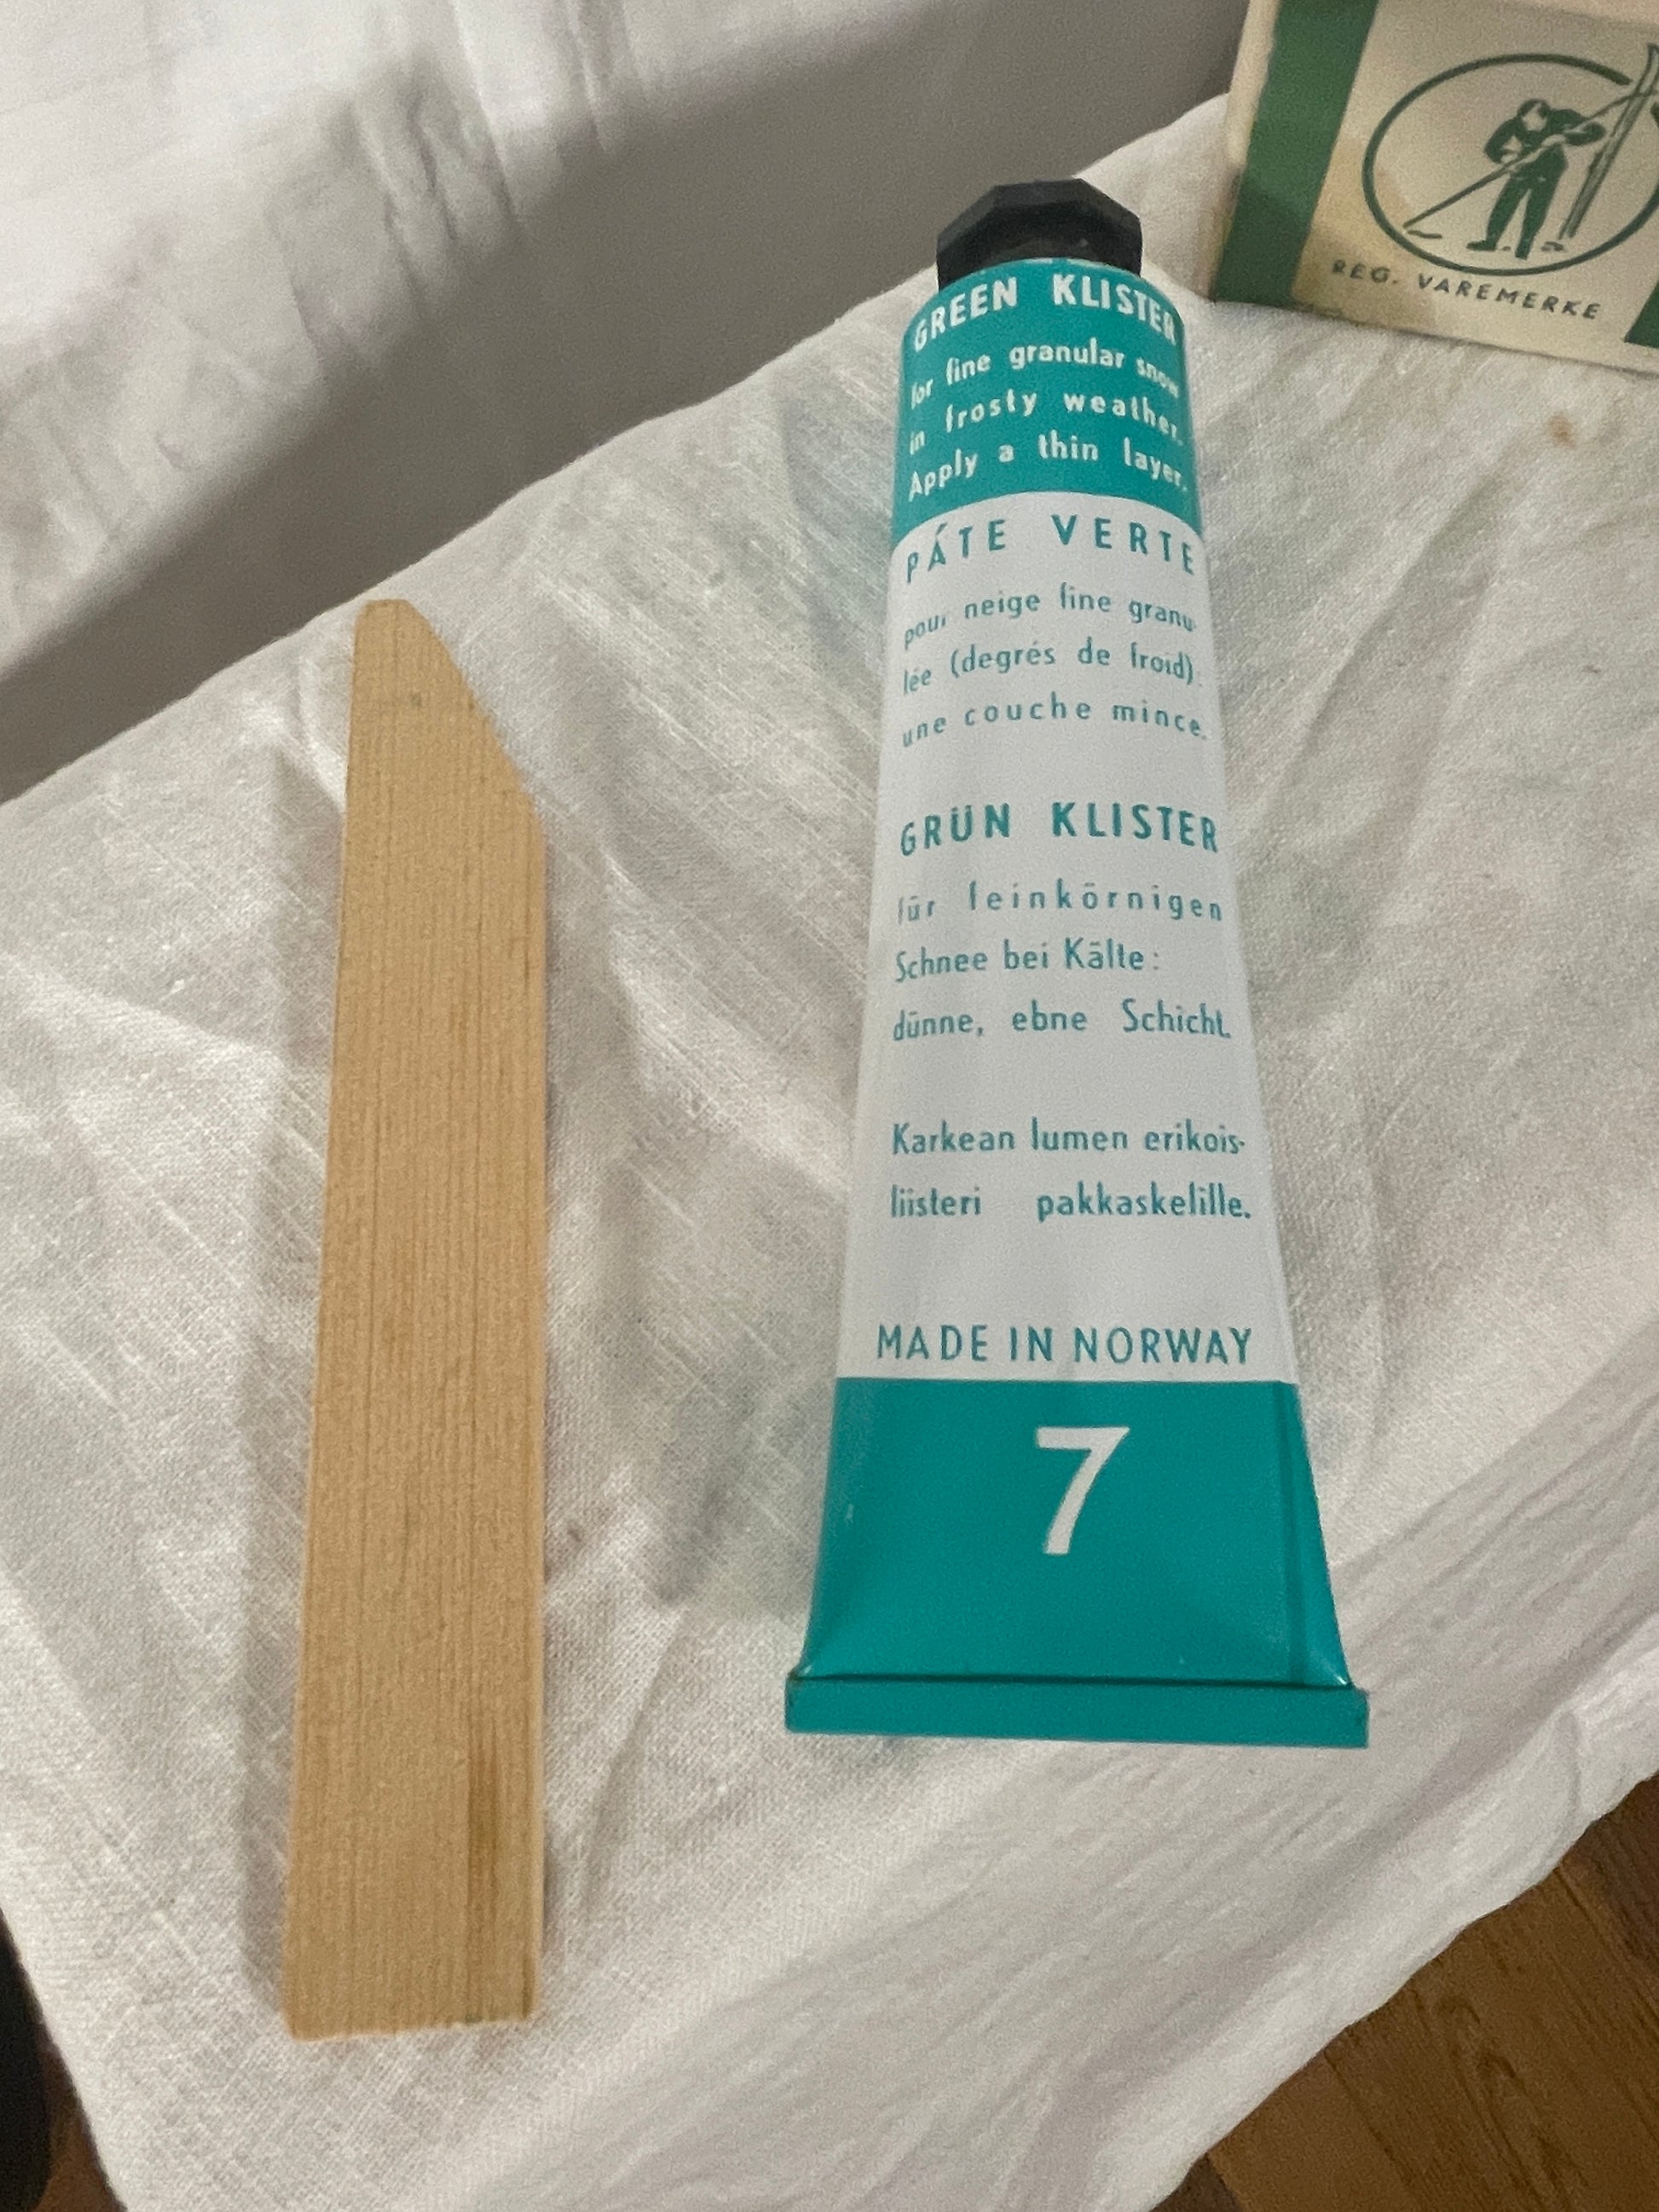 REG. VAREMERKE
GREEN KLISTER
for fine granular snow
in frosty weather.
Apply a thin layer.
PÁTE VERTE
pour neige fine granu-
lée (degrés de froid).
une couche mince.
GRÜN KLISTER
für feinkörnigen
Schnee bei Kälte:
dünne, ebne Schicht.
Karkean lumen erikois-
liisteri pakkaskelille.
MADE IN NORWAY
7